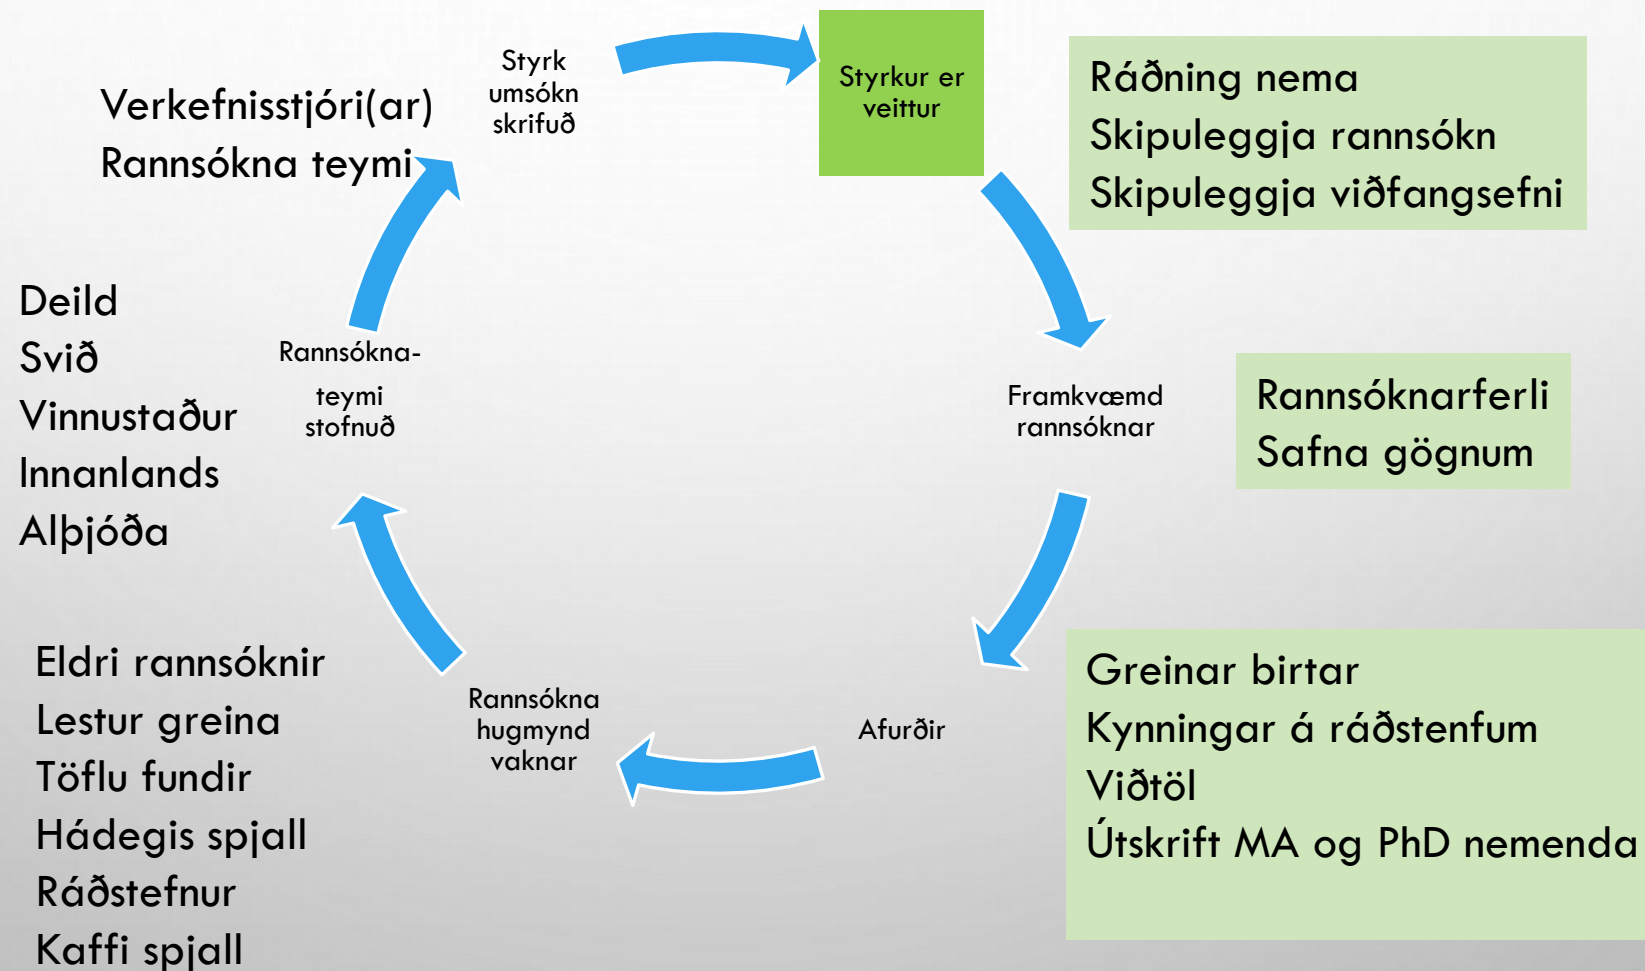 Styrk
umsókn
skrifuð
Styrkur er
veittur
Verkefnisstjóri(ar)
Rannsókna teymi
Ráðning nema
Skipuleggja rannsókn
Skipuleggja viðfangsefni
Deild
Svið
Vinnustaður
Innanlands
Alþjóða
Rannsókna-
teymi
stofnuð
Framkvæmd
rannsóknar
Rannsóknarferli
Safna gögnum
Eldri rannsóknir
Lestur greina
Töflu fundir
Hádegis spjall
Ráðstefnur
Kaffi spjall
Rannsókna
hugmynd
vaknar
Afurðir
Greinar birtar
Kynningar á ráðstenfum
Viðtöl
Útskrift MA og PhD nemenda